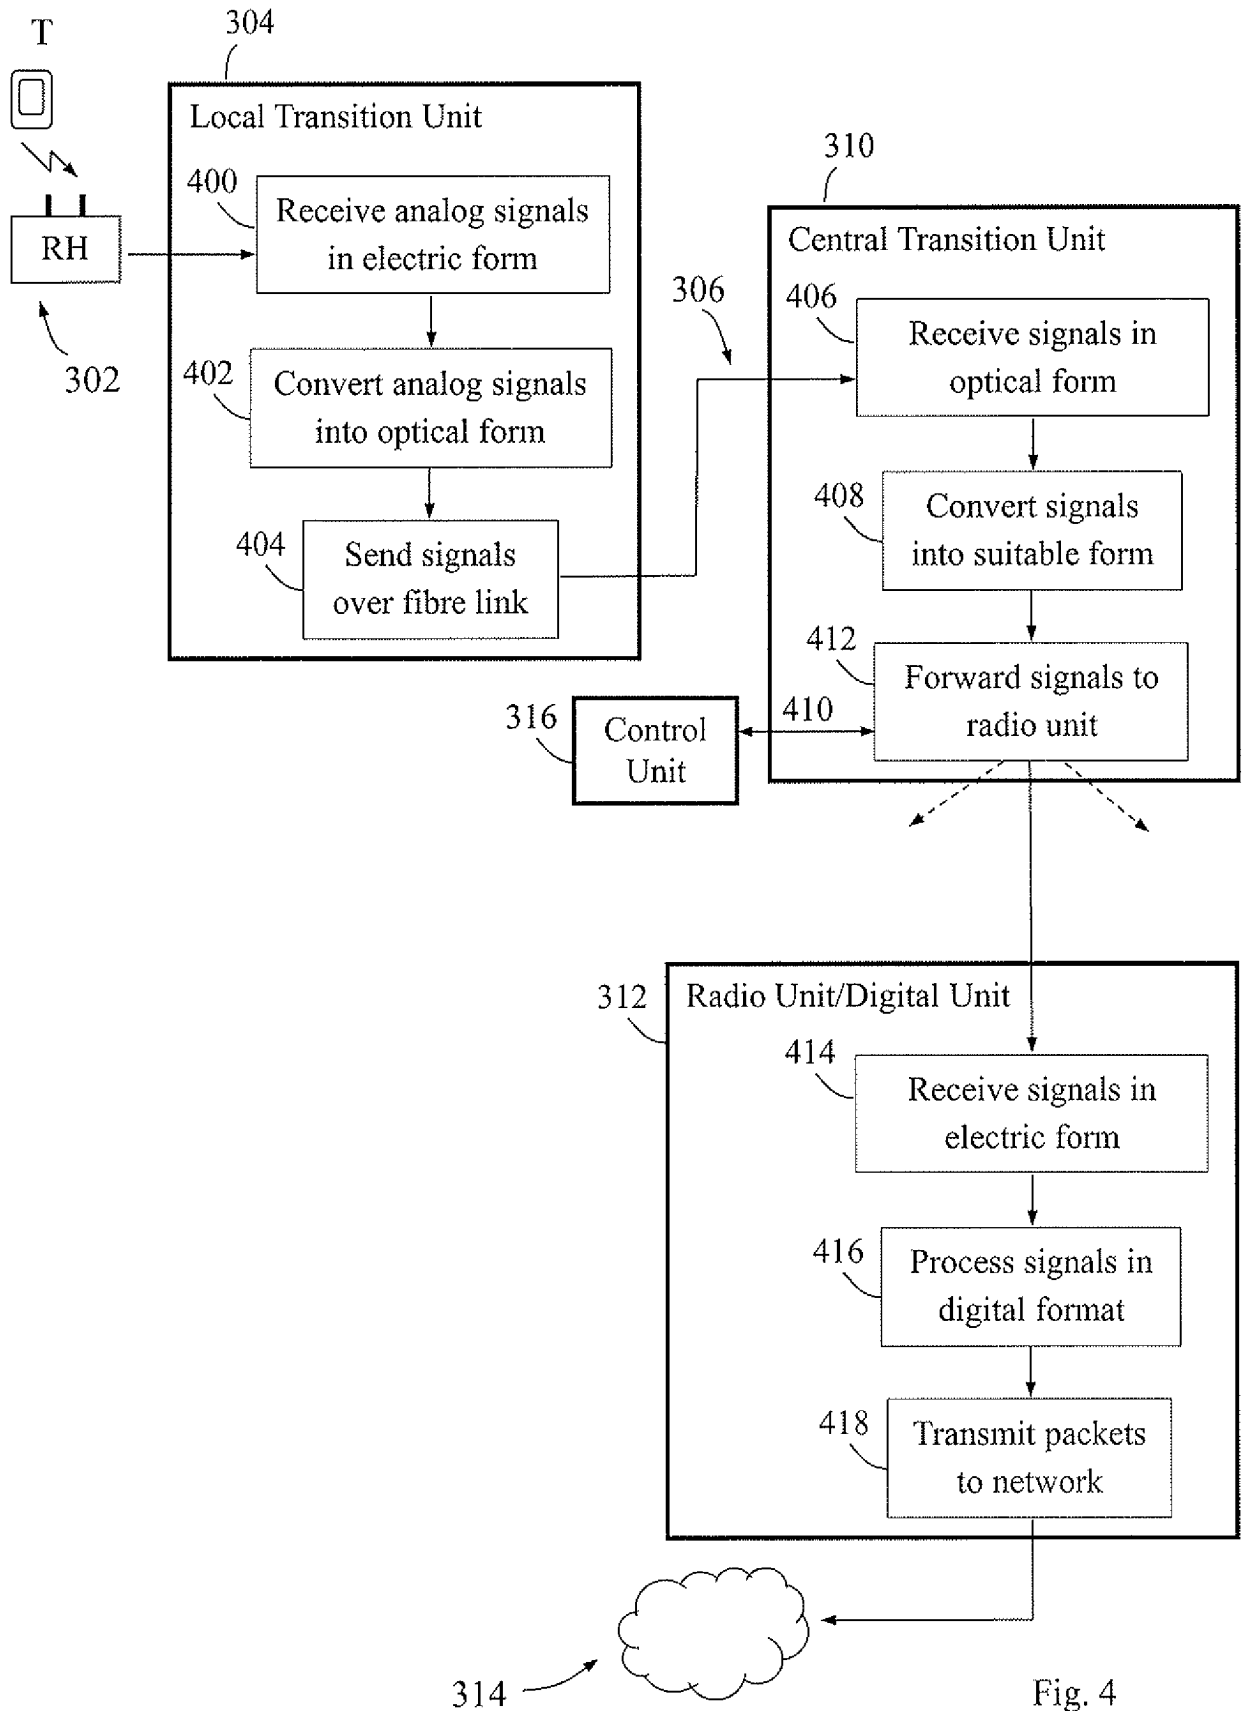 T
304
Local Transition Unit
400
Receive analog signals
in electric form
RH
302
402
Convert analog signals
into optical form
404
Send signals
over fibre link
306
310
Central Transition Unit
406
Receive signals in
optical form
408
Convert signals
into suitable form
412
Forward signals to
radio unit
410
316
Control
Unit
312
Radio Unit/Digital Unit
414
Receive signals in
electric form
416
Process signals in
digital format
418
Transmit packets
to network
314
Fig. 4